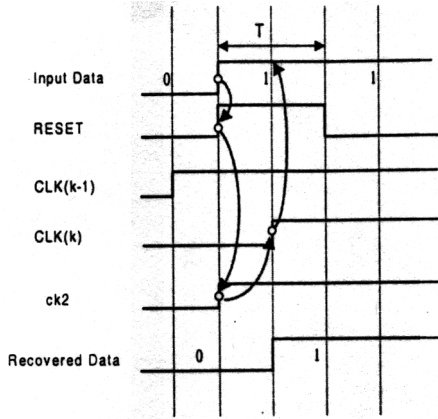 T
Input Data 0 1 1
RESET
CLK(k-1)
CLK(k)
ck2
Recovered Data 0 1